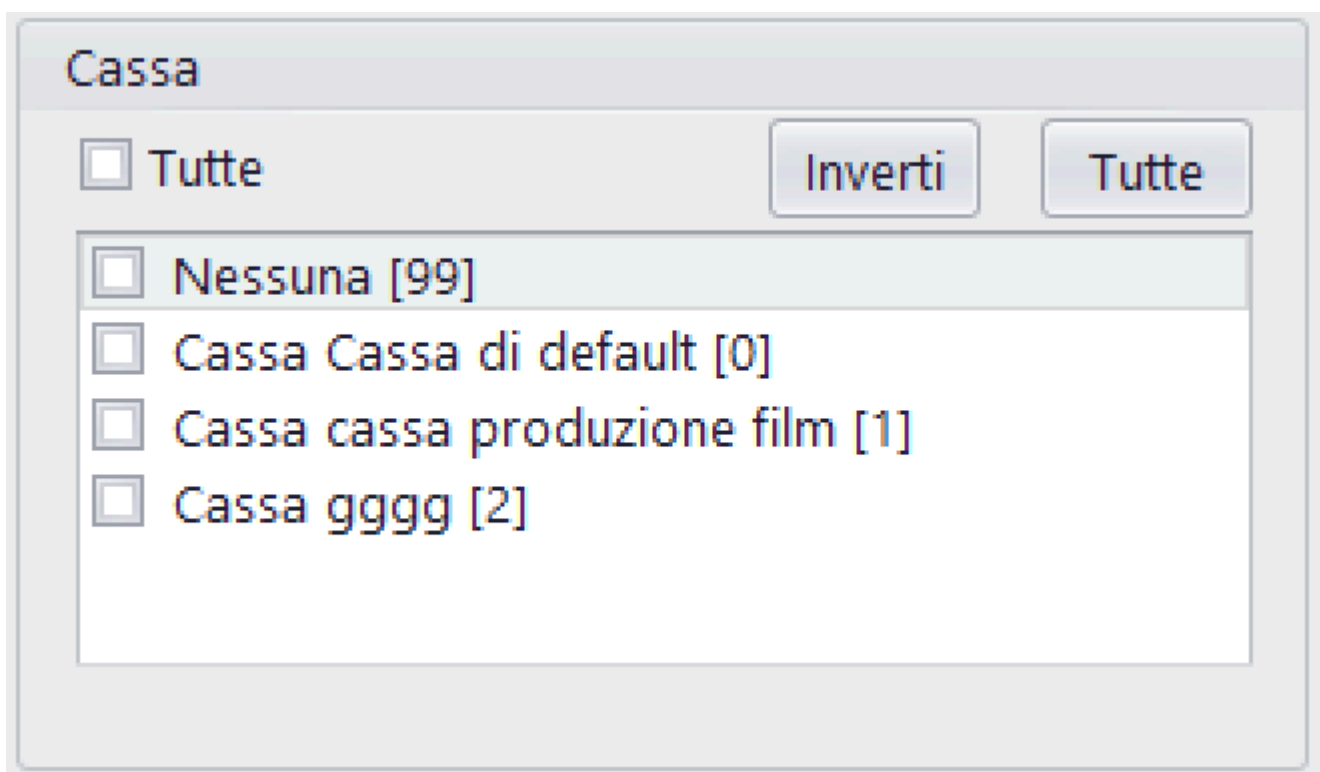 Cassa
Tutte Inverti Tutte
Nessuna [99]
Cassa Cassa di default [0]
Cassa cassa produzione film [1]
Cassa gggg [2]